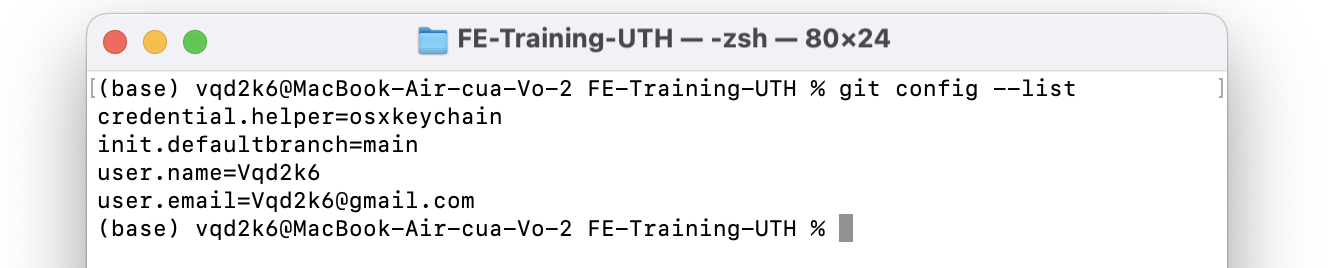 FE-Training-UTH — -zsh — 80×24
[(base) vqd2k6@MacBook-Air-cua-Vo-2 FE-Training-UTH % git config --list ]
credential.helper=osxkeychain
init.defaultbranch=main
user.name=Vqd2k6
user.email=Vqd2k6@gmail.com
(base) vqd2k6@MacBook-Air-cua-Vo-2 FE-Training-UTH %